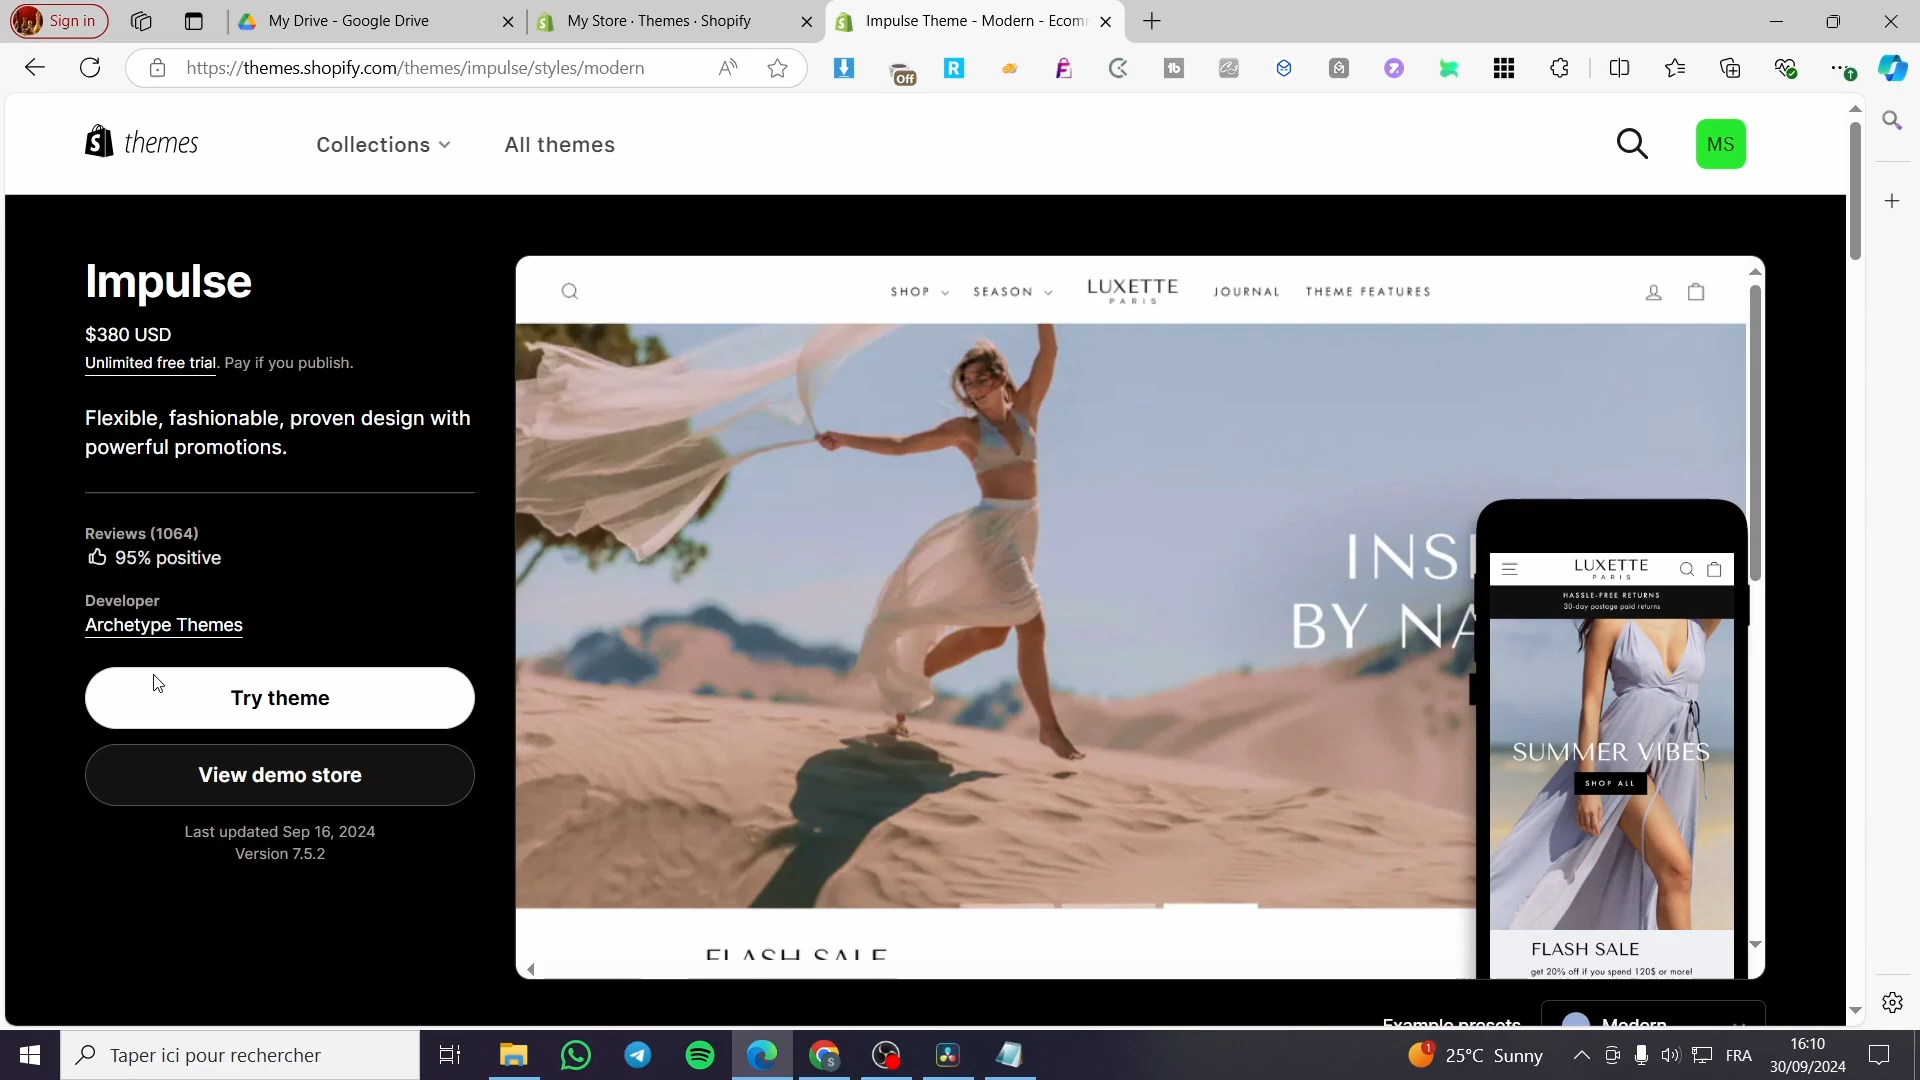 Sign in
My Drive - Google Drive
My Store · Themes · Shopify
Impulse Theme - Modern - Ecom
https://themes.shopify.com/themes/impulse/styles/modern
Off
themes
Collections
All themes
MS
Impulse
$380 USD
Unlimited free trial. Pay if you publish.
Flexible, fashionable, proven design with
powerful promotions.
Reviews (1064)
95% positive
Developer
Archetype Themes
Try theme
View demo store
Last updated Sep 16, 2024
Version 7.5.2
SHOP
SEASON
LUXETTE
PARIS
JOURNAL
THEME FEATURES
INSI
BY NA
FLASH SALE
LUXETTE
PARIS
HASSLE-FREE RETURNS
30-day postage paid returns
SUMMER VIBES
SHOP ALL
FLASH SALE
get 20% off if you spend 120$ or more!
Example presets
Modern
Taper ici pour rechercher
1
25°C Sunny
FRA
16:10
30/09/2024